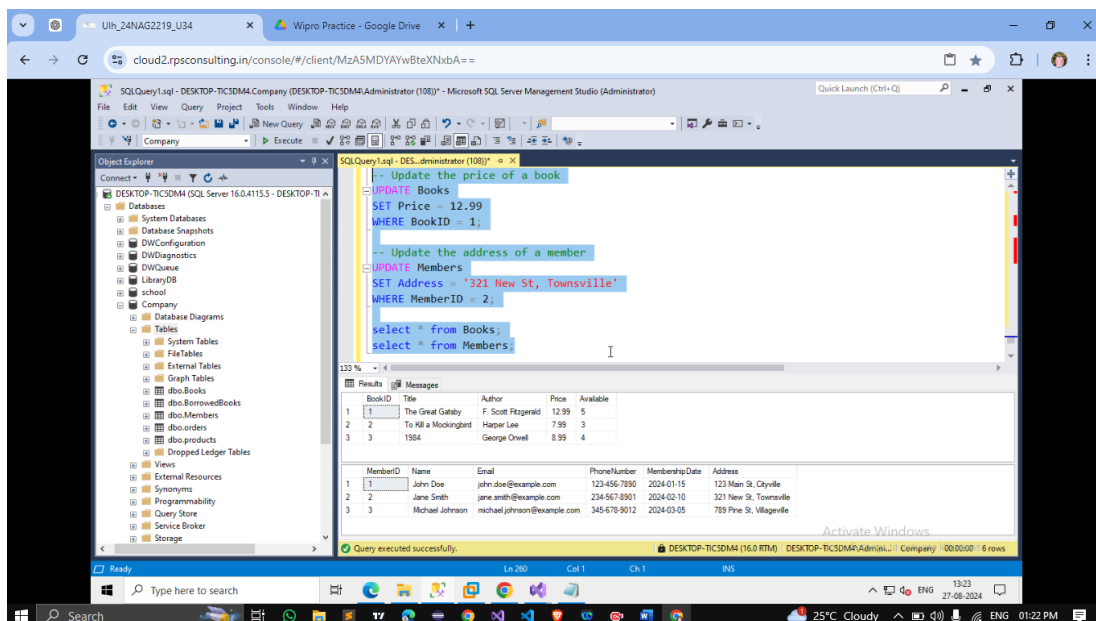 Ulh_24NAG2219_U34
Wipro Practice - Google Drive
cloud2.rpsconsulting.in/console/#/client/MzA5MDYAYwBteXNxbA==
SQLQuery1.sql - DESKTOP-TIC5DM4.Company (DESKTOP-TIC5DM4\Administrator (108))* - Microsoft SQL Server Management Studio (Administrator)
Quick Launch (Ctrl+Q)
File Edit View Query Project Tools Window Help
New Query
Company
Execute
Object Explorer
SQLQuery1.sql - DES...dministrator (108))*
Connect
DESKTOP-TIC5DM4 (SQL Server 16.0.4115.5 - DESKTOP-TI
Databases
System Databases
Database Snapshots
DWConfiguration
DWDiagnostics
DWQueue
LibraryDB
school
Company
Database Diagrams
Tables
System Tables
FileTables
External Tables
Graph Tables
dbo.Books
dbo.BorrowedBooks
dbo.Members
dbo.orders
dbo.products
Dropped Ledger Tables
Views
External Resources
Synonyms
Programmability
Query Store
Service Broker
Storage
-- Update the price of a book
UPDATE Books
SET Price = 12.99
WHERE BookID = 1;
-- Update the address of a member
UPDATE Members
SET Address = '321 New St, Townsville'
WHERE MemberID = 2;
select * from Books;
select * from Members;
133 %
Results Messages
BookID Title Author Price Available
1 1 The Great Gatsby F. Scott Fitzgerald 12.99 5
2 2 To Kill a Mockingbird Harper Lee 7.99 3
3 3 1984 George Orwell 8.99 4
MemberID Name Email PhoneNumber MembershipDate Address
1 1 John Doe john.doe@example.com 123-456-7890 2024-01-15 123 Main St, Cityville
2 2 Jane Smith jane.smith@example.com 234-567-8901 2024-02-10 321 New St, Townsville
3 3 Michael Johnson michael.johnson@example.com 345-678-9012 2024-03-05 789 Pine St, Villageville
Activate Windows
Query executed successfully.
DESKTOP-TIC5DM4 (16.0 RTM) DESKTOP-TIC5DM4\Adminis... Company 00:00:00 6 rows
Ready Ln 260 Col 1 Ch 1 INS
Type here to search
ENG
13:23
27-08-2024
Search
25°C Cloudy
ENG 01:22 PM